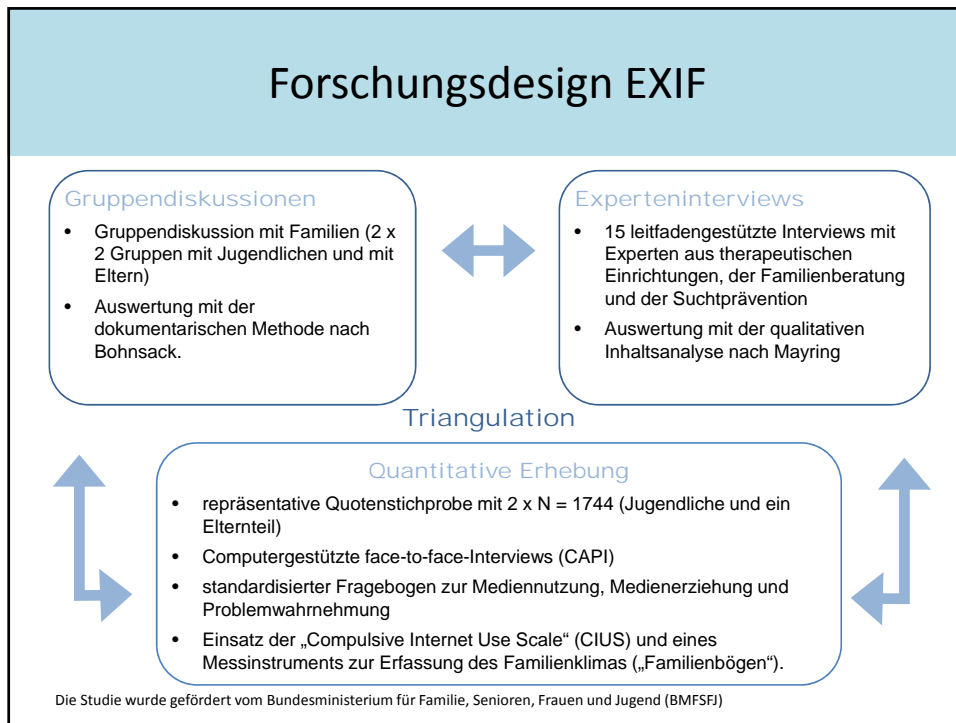 Forschungsdesign EXIF
Gruppendiskussionen
• Gruppendiskussion mit Familien (2 x
2 Gruppen mit Jugendlichen und mit
Eltern)
• Auswertung mit der
dokumentarischen Methode nach
Bohnsack.
Experteninterviews
• 15 leitfadengestützte Interviews mit
Experten aus therapeutischen
Einrichtungen, der Familienberatung
und der Suchtprävention
• Auswertung mit der qualitativen
Inhaltsanalyse nach Mayring
Triangulation
Quantitative Erhebung
• repräsentative Quotenstichprobe mit 2 x N = 1744 (Jugendliche und ein
Elternteil)
• Computergestützte face-to-face-Interviews (CAPI)
• standardisierter Fragebogen zur Mediennutzung, Medienerziehung und
Problemwahrnehmung
• Einsatz der „Compulsive Internet Use Scale“ (CIUS) und eines
Messinstruments zur Erfassung des Familienklimas („Familienbögen“).
Die Studie wurde gefördert vom Bundesministerium für Familie, Senioren, Frauen und Jugend (BMFSFJ)